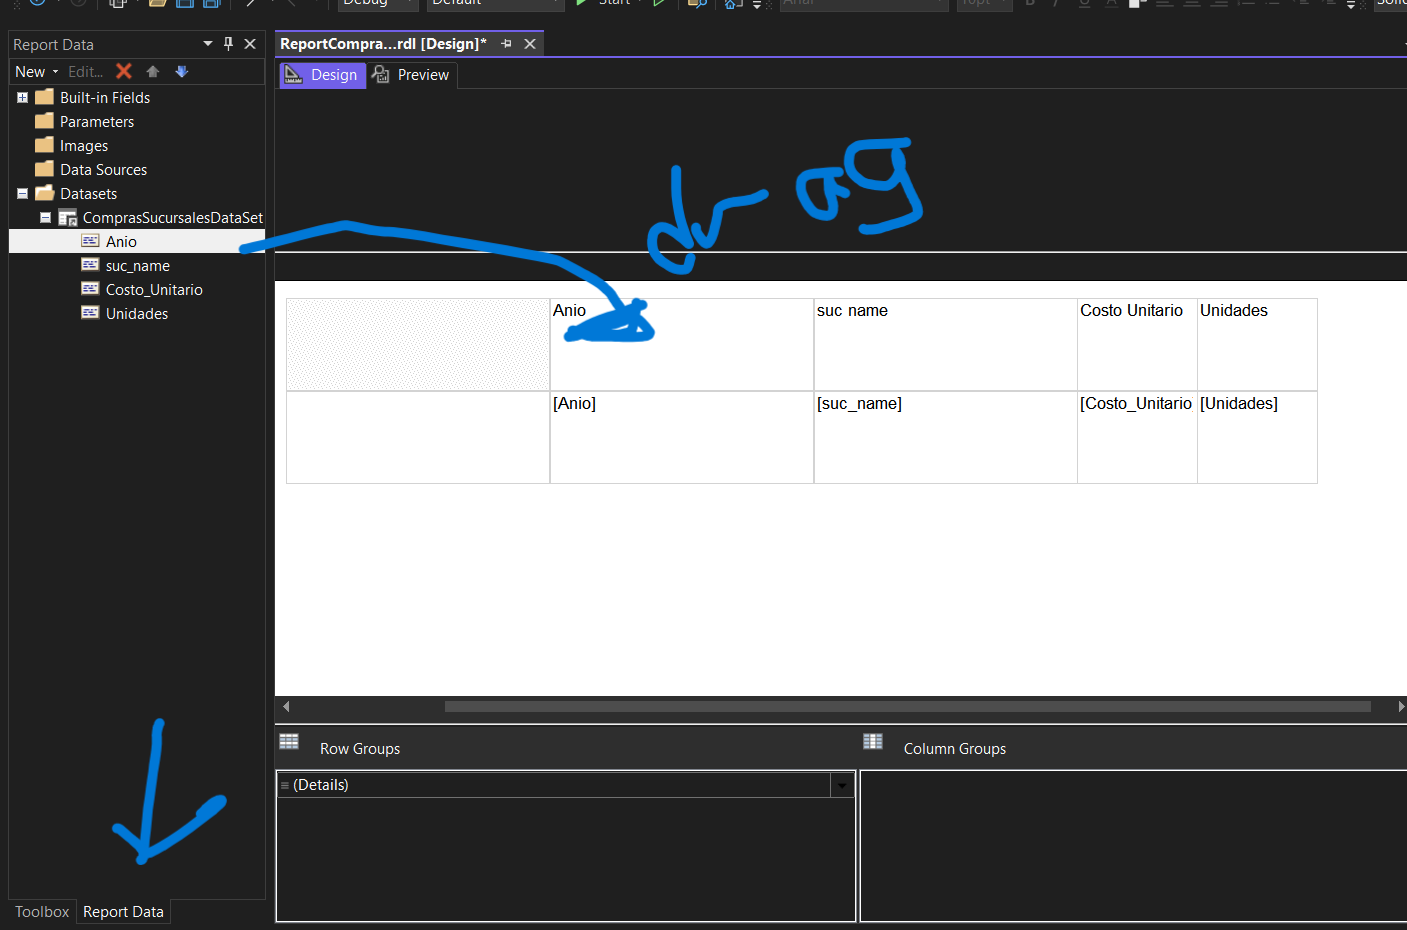 Debug
Default
Start
Arial
10pt
Report Data
ReportCompra...rdl [Design]*
New
Edit...
Design
Preview
Built-in Fields
Parameters
Images
Data Sources
Datasets
ComprasSucursalesDataSet
Anio
suc_name
Costo_Unitario
Unidades
drag
Anio suc name Costo Unitario Unidades
[Anio] [suc_name] [Costo_Unitario [Unidades]
Row Groups
Column Groups
(Details)
Toolbox
Report Data